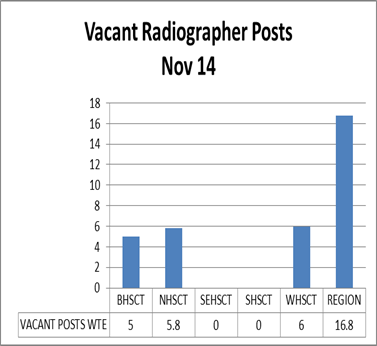 Vacant Radiographer Posts
Nov 14
18
16
14
12
10
8
6
4
2
0
BHSCT NHSCT SEHSCT SHSCT WHSCT REGION
VACANT POSTS WTE 5 5.8 0 0 6 16.8